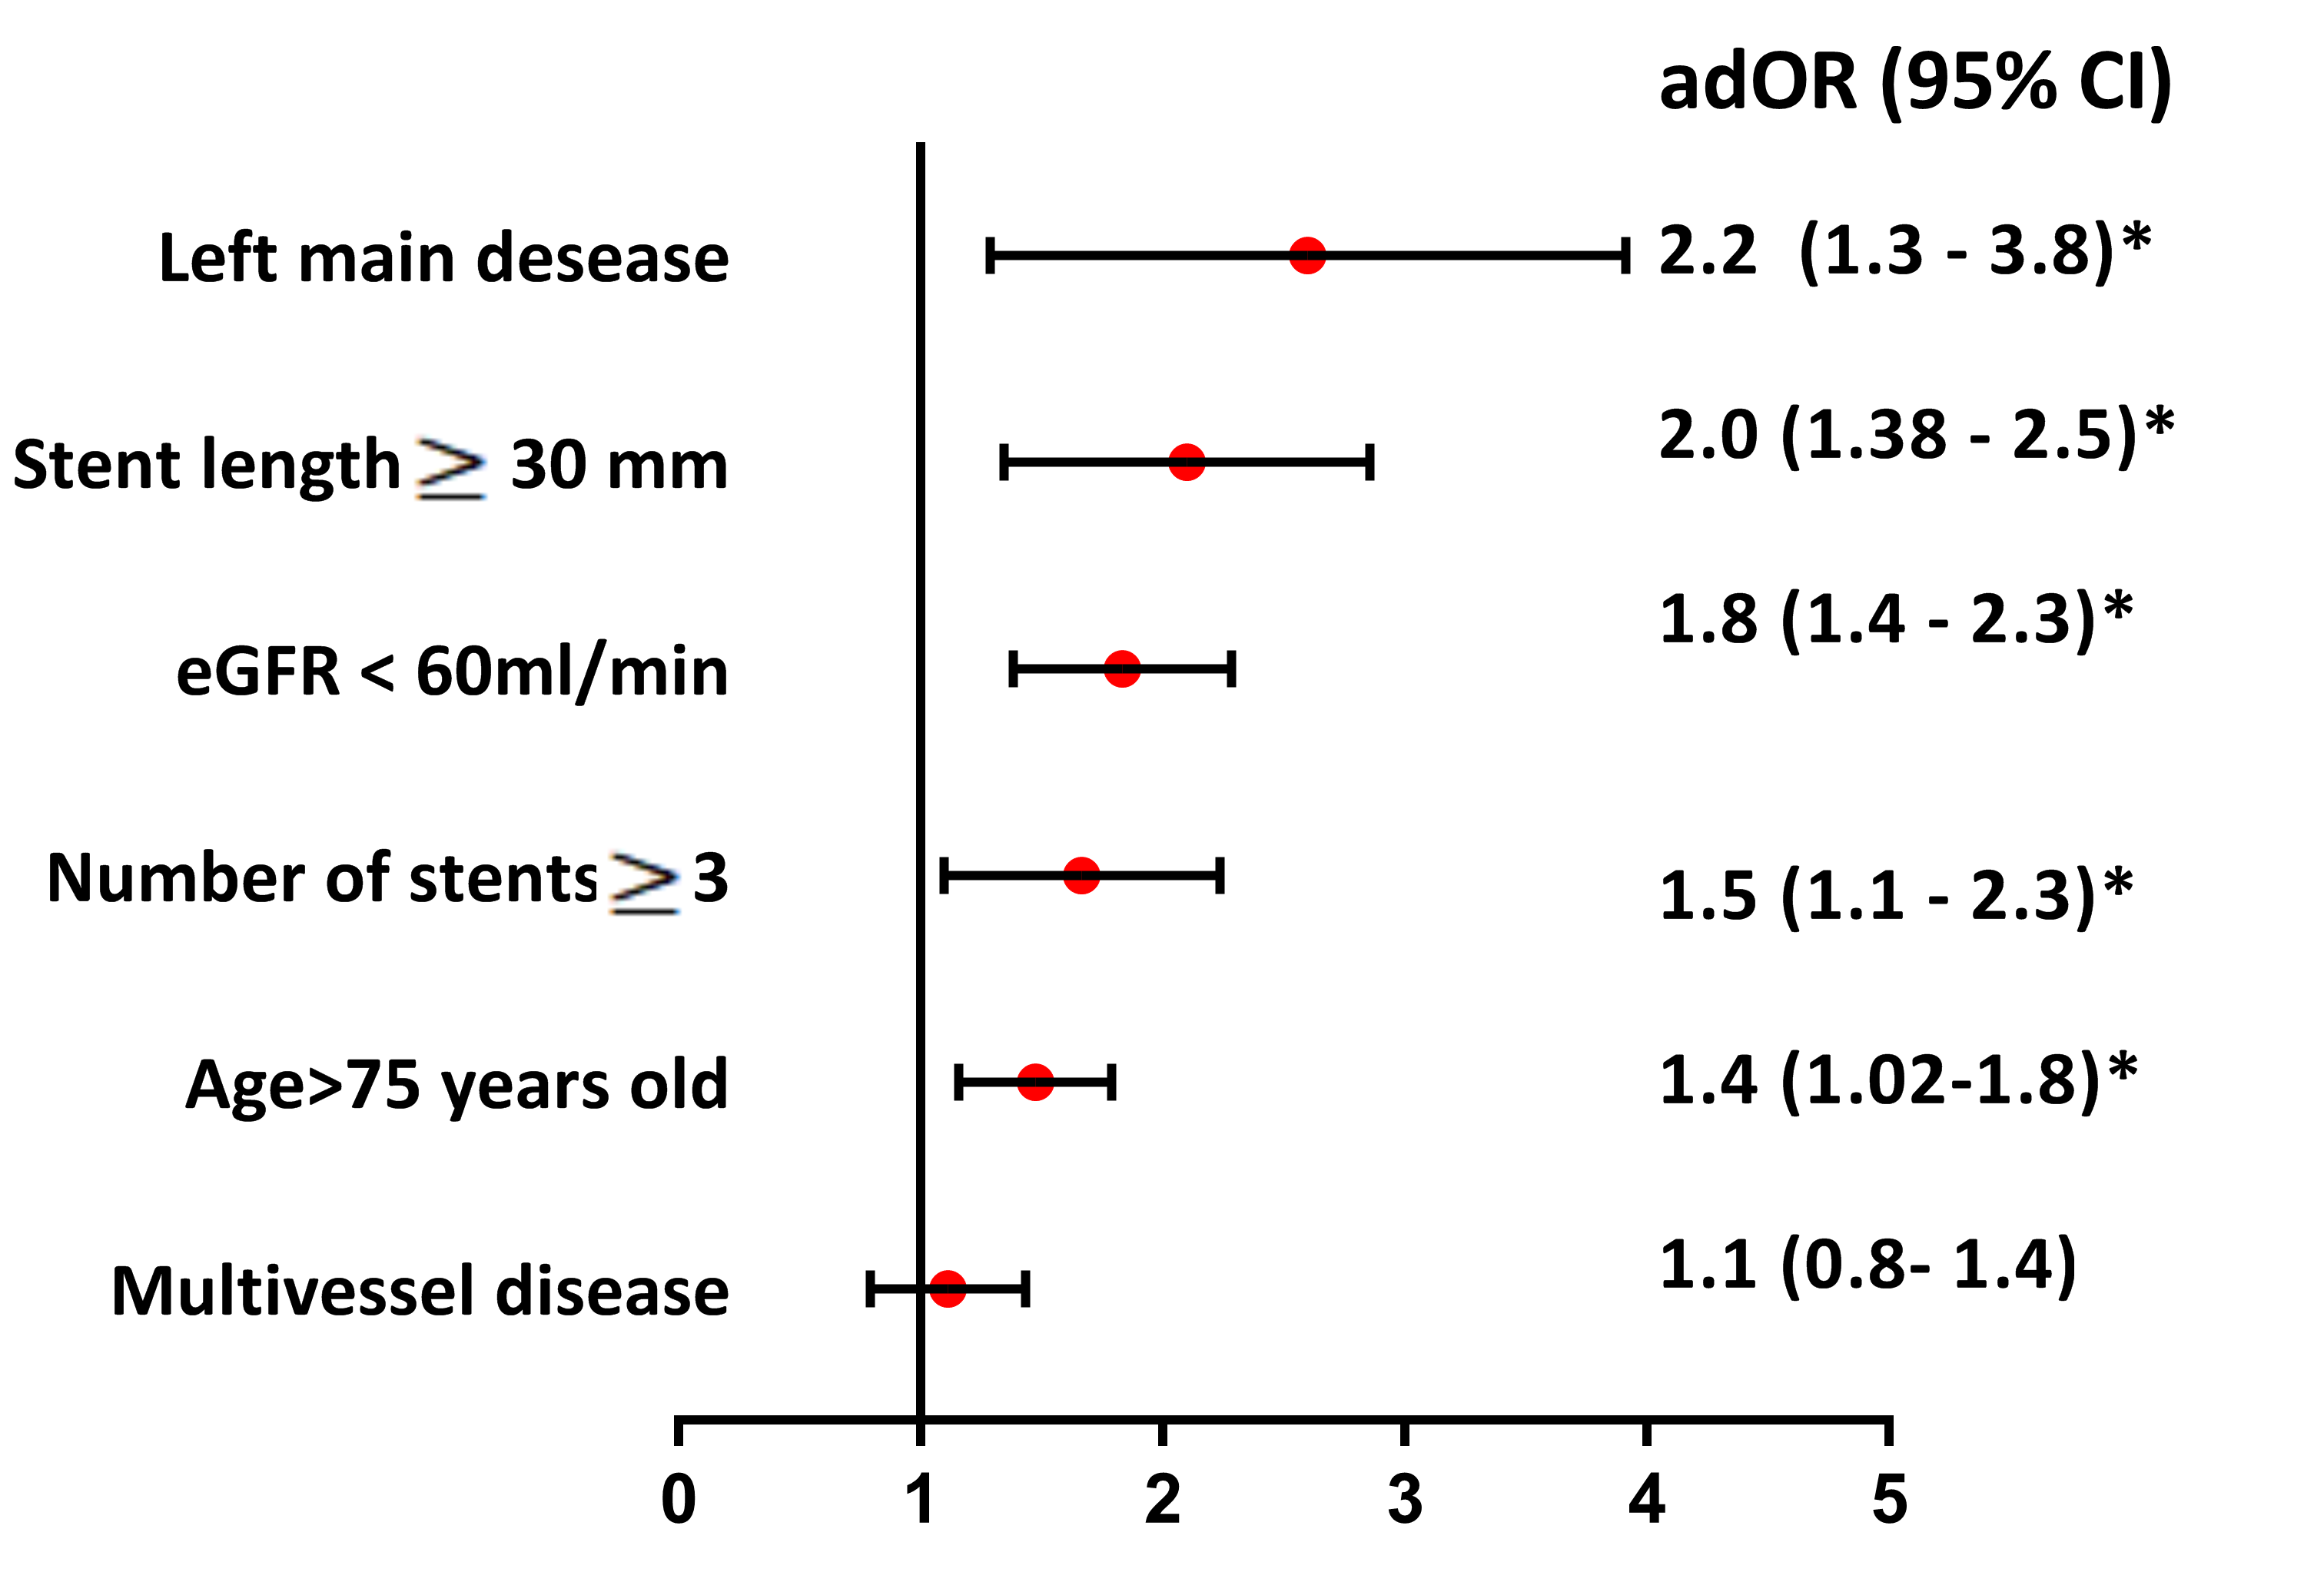 adOR (95% CI)
Left main desease 2.2 (1.3 - 3.8)*
Stent length ≥ 30 mm 2.0 (1.38 - 2.5)*
eGFR < 60ml/min 1.8 (1.4 - 2.3)*
Number of stents ≥ 3 1.5 (1.1 - 2.3)*
Age>75 years old 1.4 (1.02-1.8)*
Multivessel disease 1.1 (0.8- 1.4)
0 1 2 3 4 5